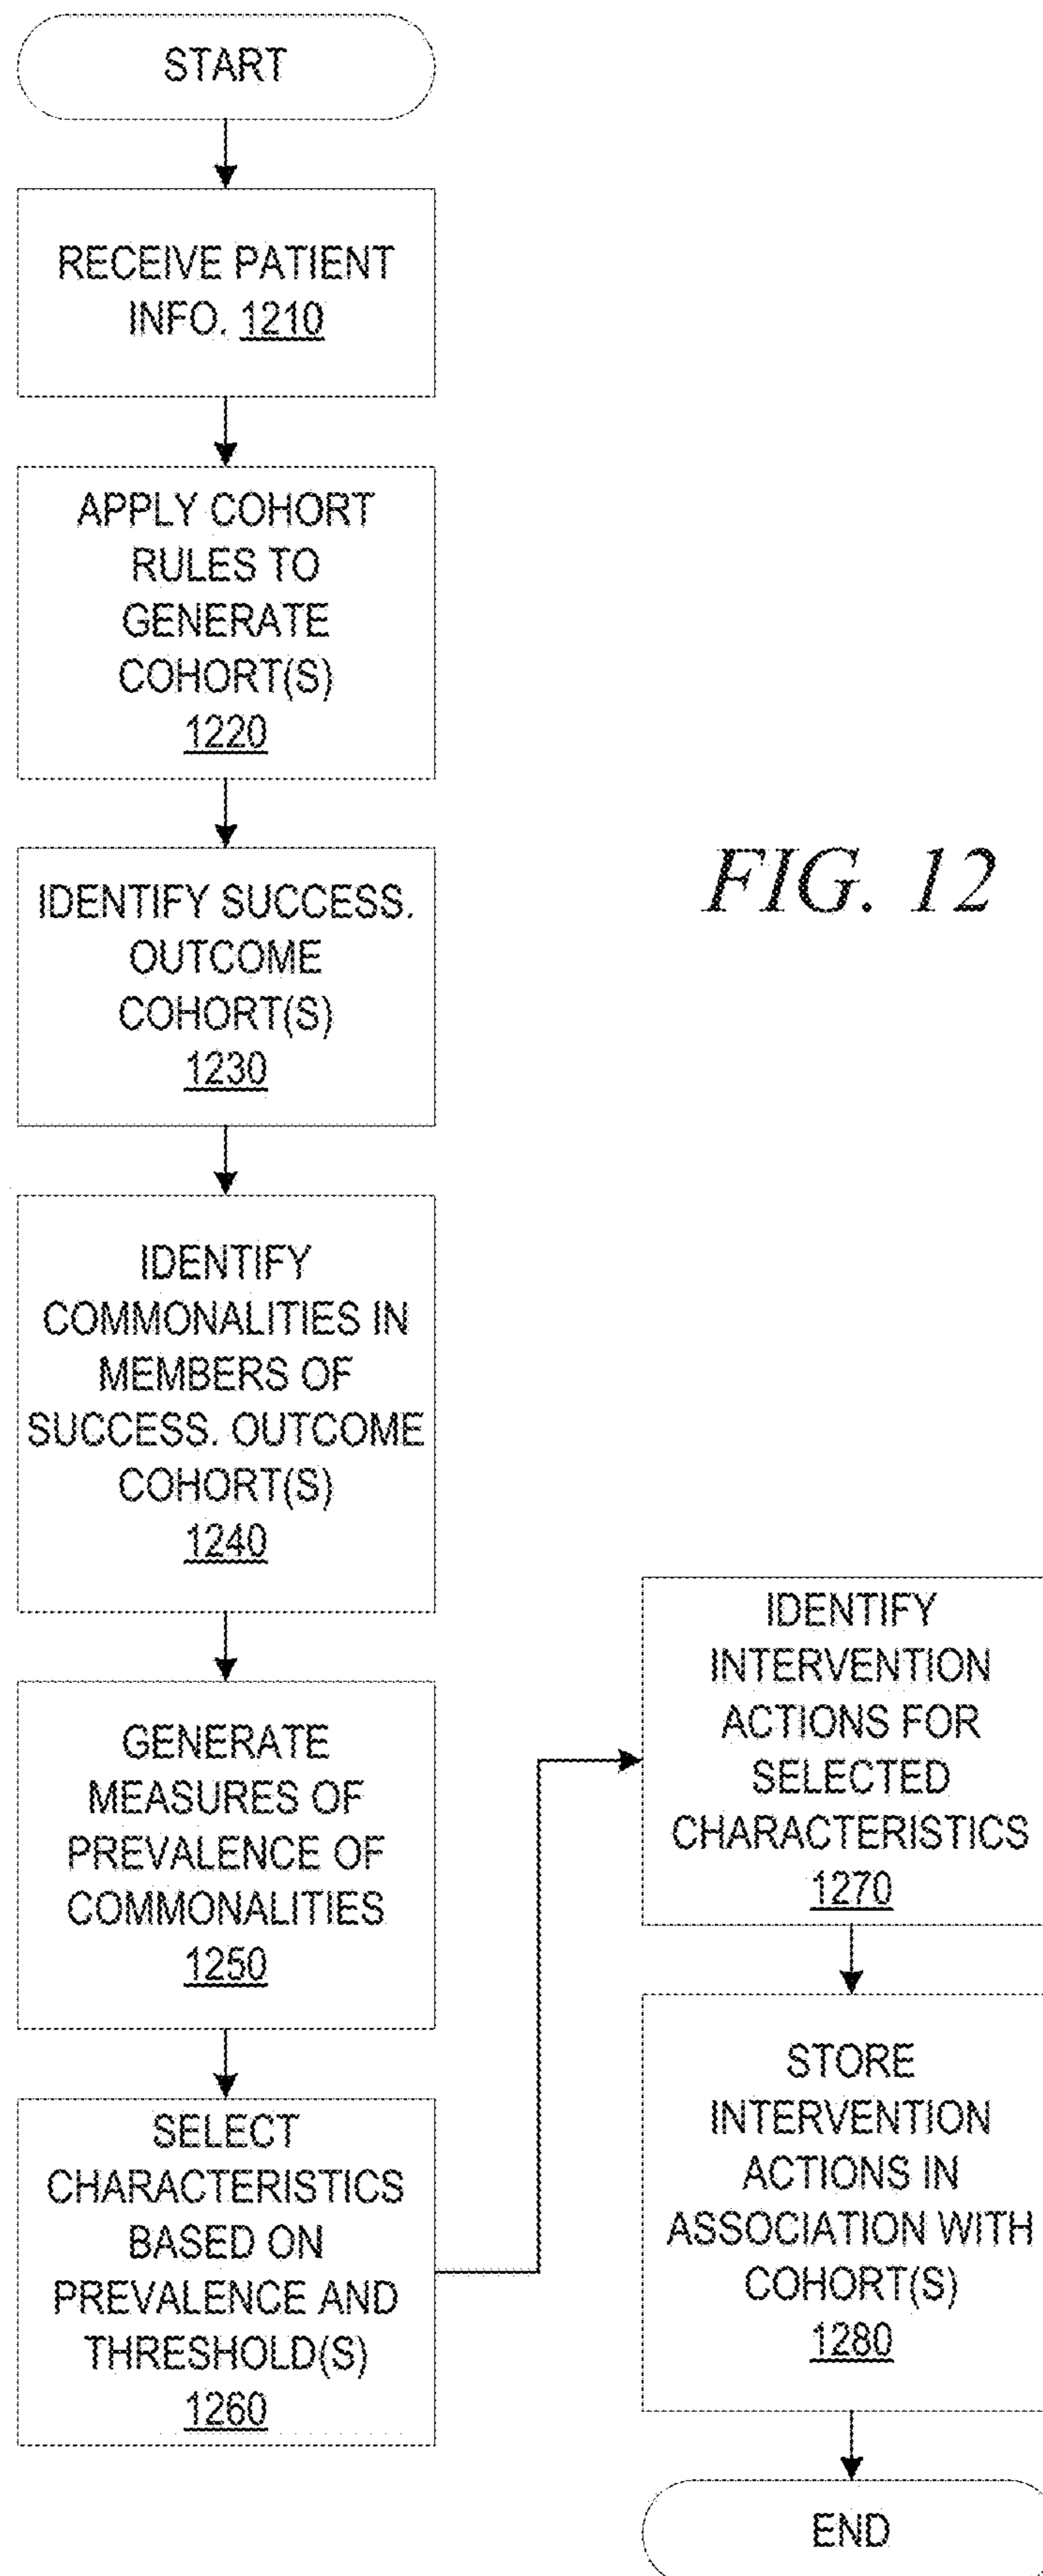 START
RECEIVE PATIENT
INFO. 1210
APPLY COHORT
RULES TO
GENERATE
COHORT(S)
1220
IDENTIFY SUCCESS.
OUTCOME
COHORT(S)
1230
FIG. 12
IDENTIFY
COMMONALITIES IN
MEMBERS OF
SUCCESS. OUTCOME
COHORT(S)
1240
GENERATE
MEASURES OF
PREVALENCE OF
COMMONALITIES
1250
SELECT
CHARACTERISTICS
BASED ON
PREVALENCE AND
THRESHOLD(S)
1260
IDENTIFY
INTERVENTION
ACTIONS FOR
SELECTED
CHARACTERISTICS
1270
STORE
INTERVENTION
ACTIONS IN
ASSOCIATION WITH
COHORT(S)
1280
END